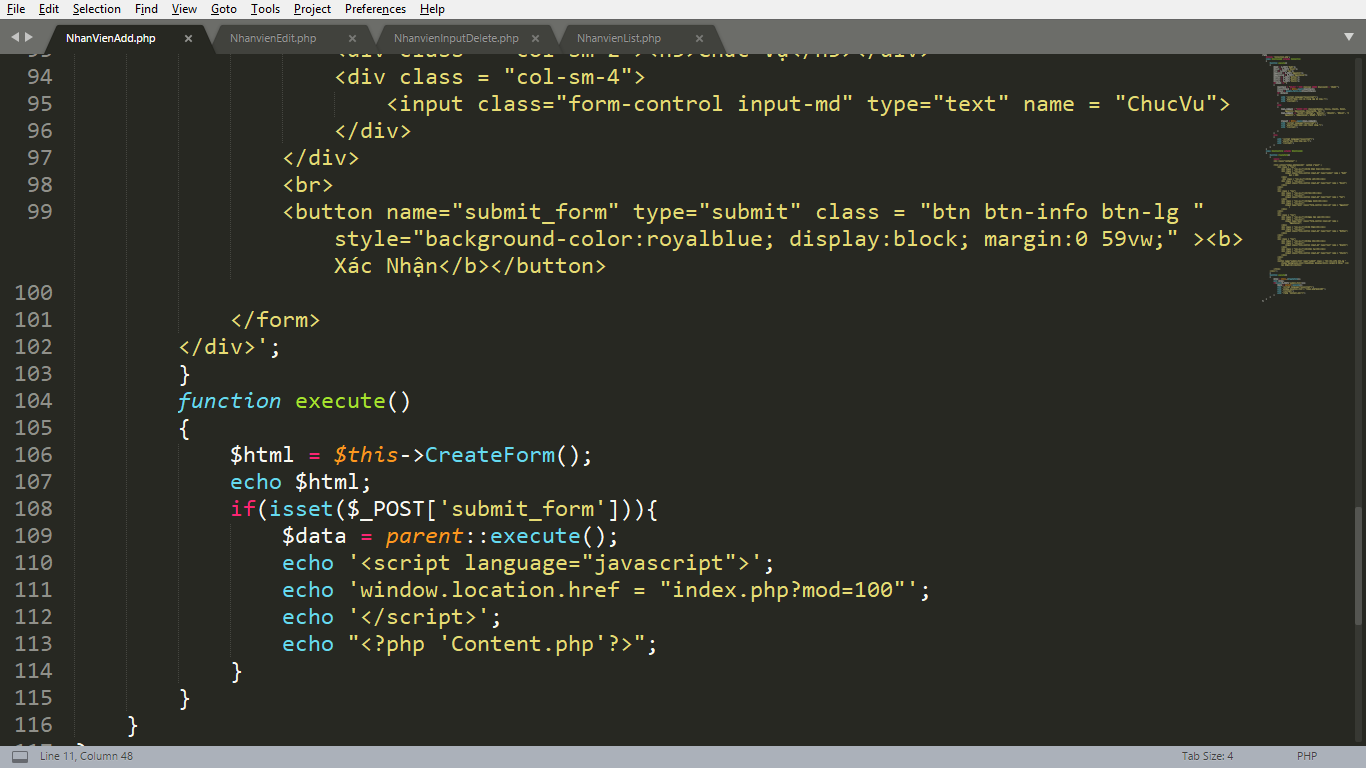 File Edit Selection Find View Goto Tools Project Preferences Help
NhanVienAdd.php × NhanvienEdit.php × NhanvienInputDelete.php × NhanvienList.php ×
94 <div class = "col-sm-4">
95 <input class="form-control input-md" type="text" name = "ChucVu">
96 </div>
97 </div>
98 <br>
99 <button name="submit_form" type="submit" class = "btn btn-info btn-lg "
style="background-color:royalblue; display:block; margin:0 59vw;" ><b>
Xác Nhận</b></button>
100
101 </form>
102 </div>';
103 }
104 function execute()
105 {
106 $html = $this->CreateForm();
107 echo $html;
108 if(isset($_POST['submit_form'])){
109 $data = parent::execute();
110 echo '<script language="javascript">';
111 echo 'window.location.href = "index.php?mod=100"';
112 echo '</script>';
113 echo "<?php 'Content.php'?>";
114 }
115 }
116 }
Line 11, Column 48 Tab Size: 4 PHP